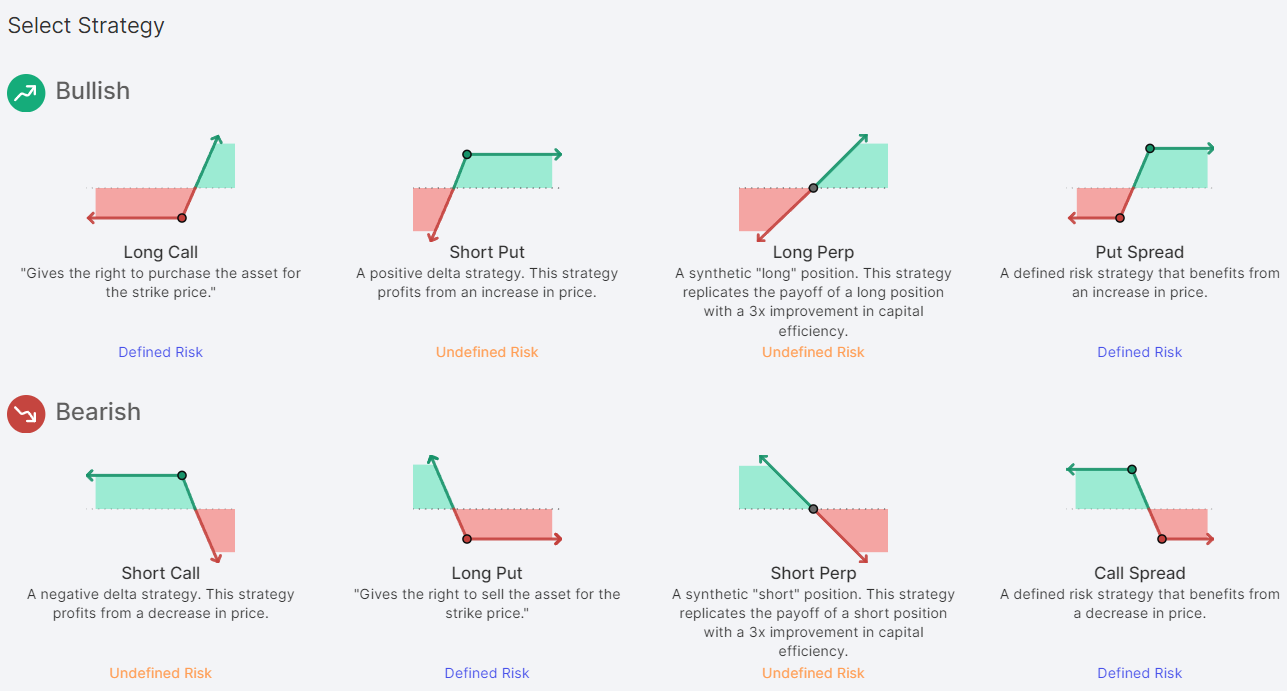 Select Strategy
Bullish
Long Call
"Gives the right to purchase the asset for
the strike price."
Defined Risk
Short Put
A positive delta strategy. This strategy
profits from an increase in price.
Undefined Risk
Long Perp
A synthetic "long" position. This strategy
replicates the payoff of a long position
with a 3x improvement in capital
efficiency.
Undefined Risk
Put Spread
A defined risk strategy that benefits from
an increase in price.
Defined Risk
Bearish
Short Call
A negative delta strategy. This strategy
profits from a decrease in price.
Undefined Risk
Long Put
"Gives the right to sell the asset for the
strike price."
Defined Risk
Short Perp
A synthetic "short" position. This strategy
replicates the payoff of a short position
with a 3x improvement in capital
efficiency.
Undefined Risk
Call Spread
A defined risk strategy that benefits from
a decrease in price.
Defined Risk